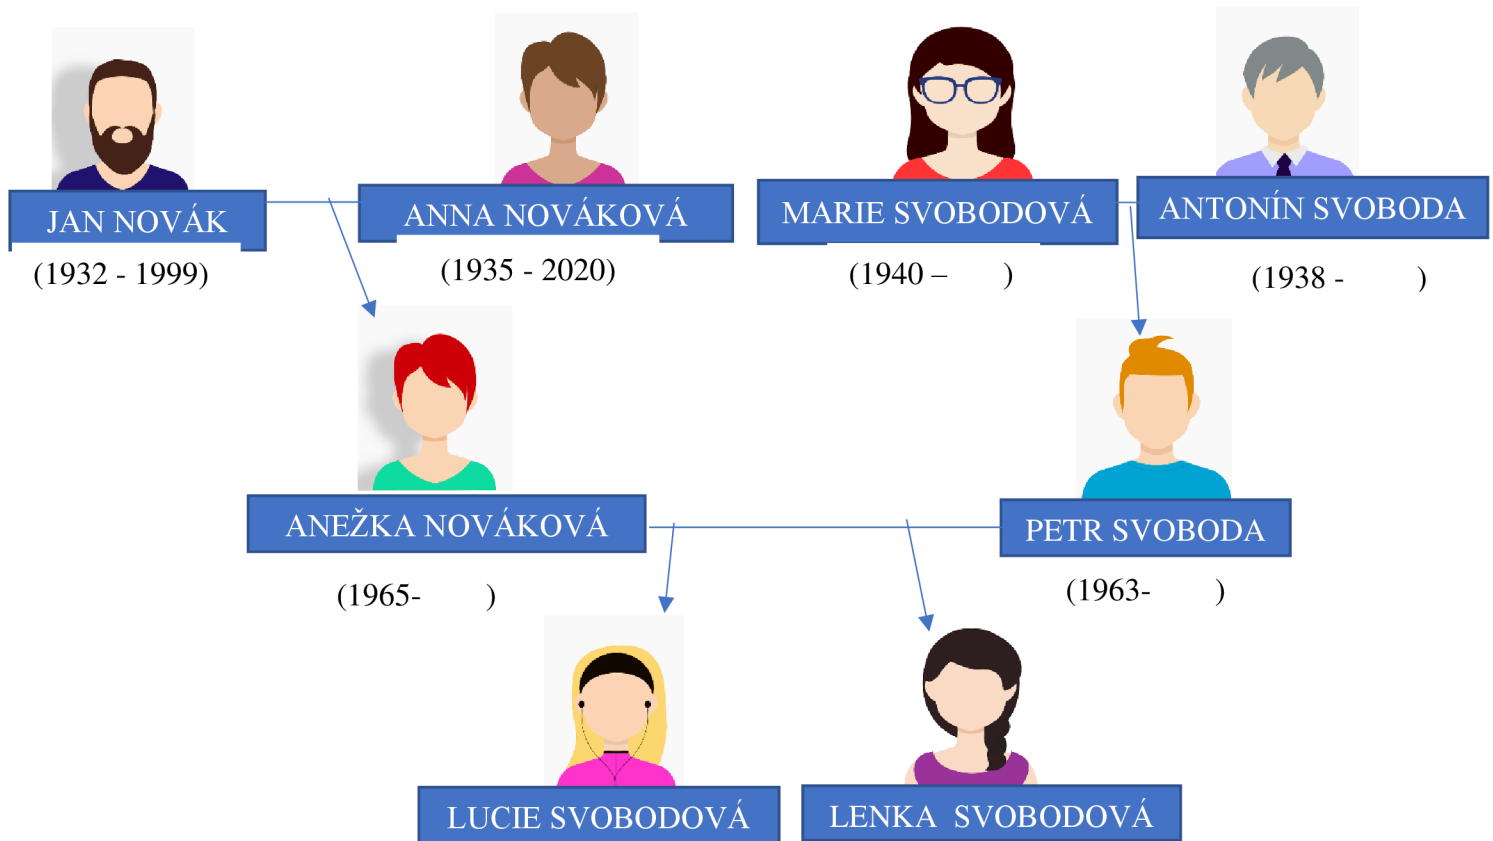 JAN NOVÁK
ANNA NOVÁKOVÁ
MARIE SVOBODOVÁ
ANTONÍN SVOBODA
(1932 - 1999)
(1935 - 2020)
(1940 – )
(1938 - )
ANEŽKA NOVÁKOVÁ
PETR SVOBODA
(1965- )
(1963- )
LUCIE SVOBODOVÁ
LENKA SVOBODOVÁ